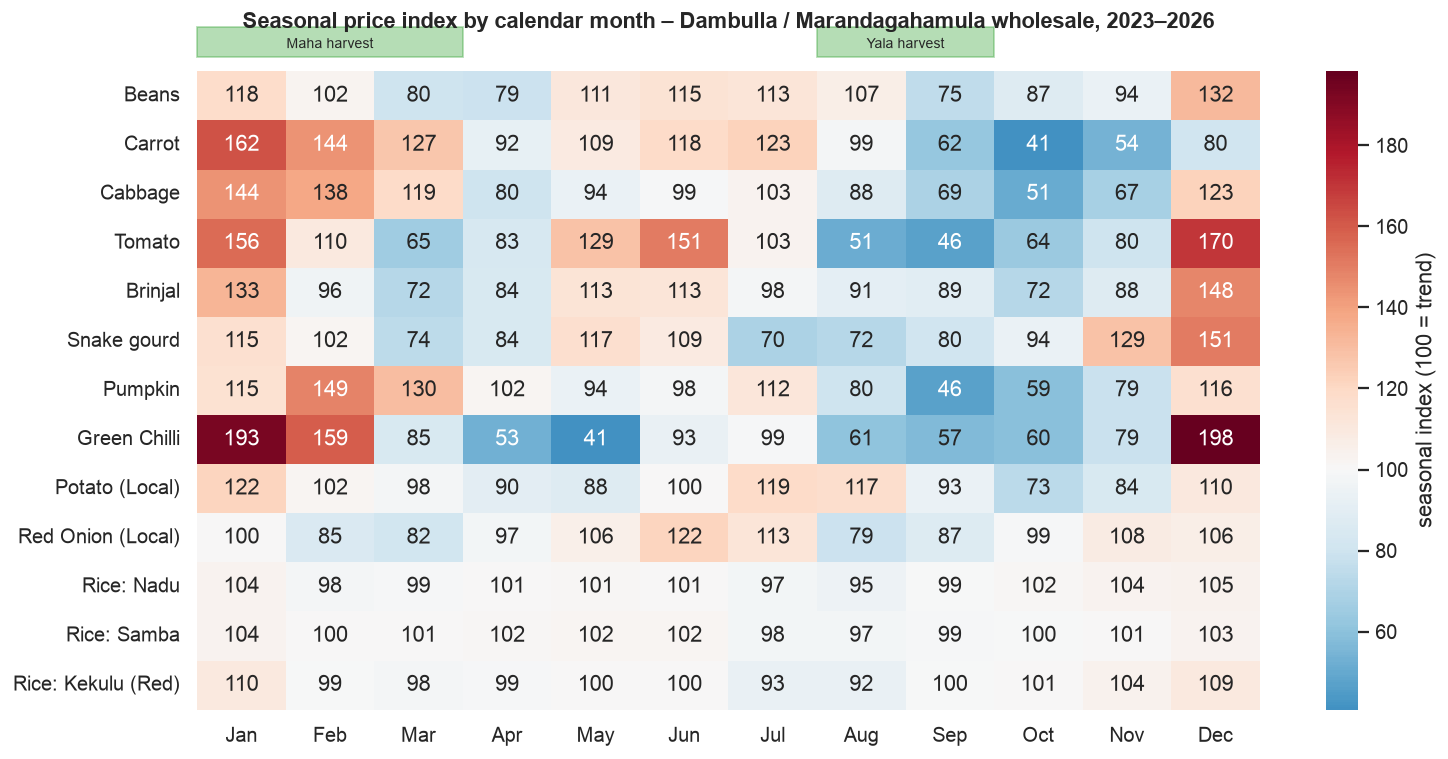 Seasonal price index by calendar month – Dambulla / Marandagahamula wholesale, 2023–2026
Maha harvest Yala harvest
Beans 118 102 80 79 111 115 113 107 75 87 94 132
Carrot 162 144 127 92 109 118 123 99 62 41 54 80
Cabbage 144 138 119 80 94 99 103 88 69 51 67 123
Tomato 156 110 65 83 129 151 103 51 46 64 80 170
Brinjal 133 96 72 84 113 113 98 91 89 72 88 148
Snake gourd 115 102 74 84 117 109 70 72 80 94 129 151
Pumpkin 115 149 130 102 94 98 112 80 46 59 79 116
Green Chilli 193 159 85 53 41 93 99 61 57 60 79 198
Potato (Local) 122 102 98 90 88 100 119 117 93 73 84 110
Red Onion (Local) 100 85 82 97 106 122 113 79 87 99 108 106
Rice: Nadu 104 98 99 101 101 101 97 95 99 102 104 105
Rice: Samba 104 100 101 102 102 102 98 97 99 100 101 103
Rice: Kekulu (Red) 110 99 98 99 100 100 93 92 100 101 104 109
Jan Feb Mar Apr May Jun Jul Aug Sep Oct Nov Dec
180
160
140
120
100
80
60
seasonal index (100 = trend)